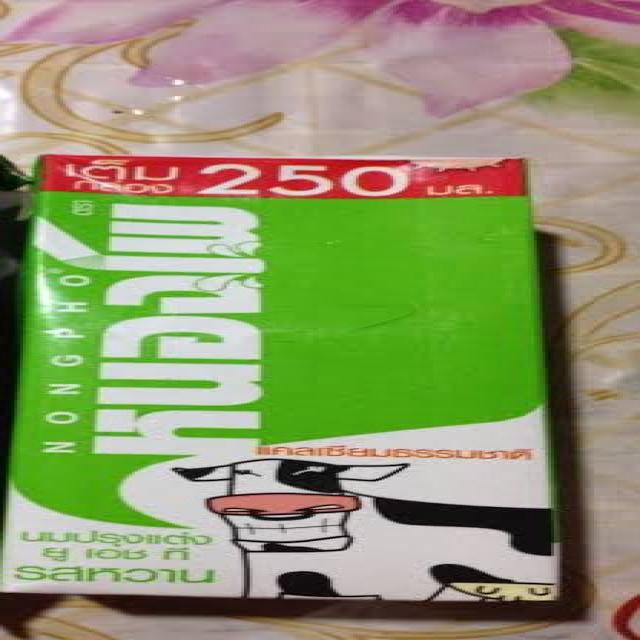 เต็ม
กล่อง 250 มล.
หนองโพ
NONGPHO
แคลเซียมธรรมชาติ
นมปรุงแต่ง
ยู เอช ที
รสหวาน